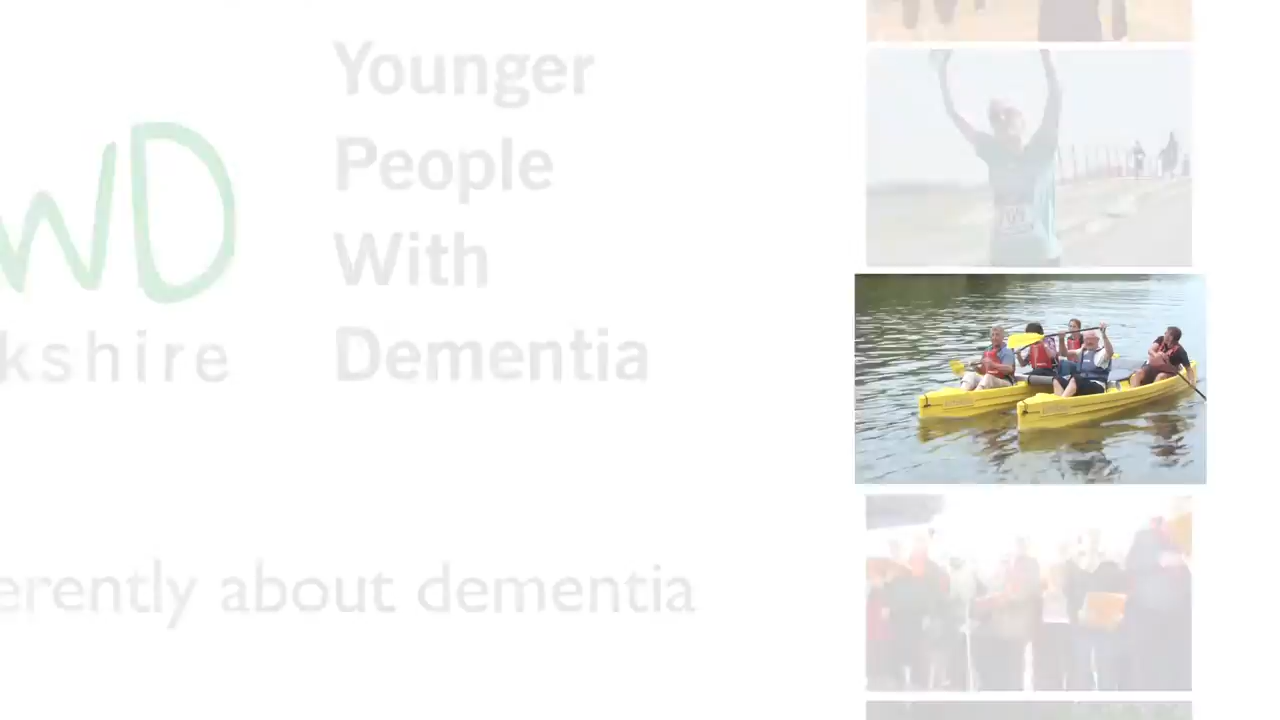 WD
kshire
Younger
People
With
Dementia
erently about dementia